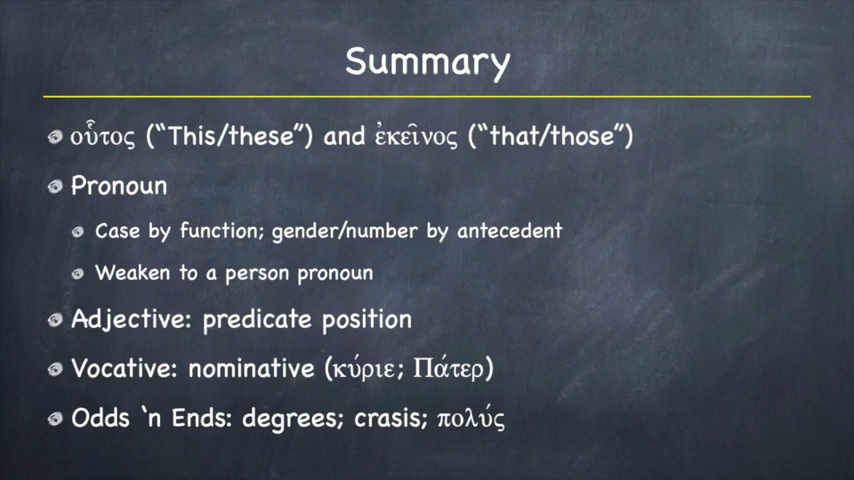 Summary
οὗτος (“This/these”) and ἐκεῖνος (“that/those”)
Pronoun
Case by function; gender/number by antecedent
Weaken to a person pronoun
Adjective: predicate position
Vocative: nominative (κύριε; Πάτερ)
Odds ‘n Ends: degrees; crasis; πολύς